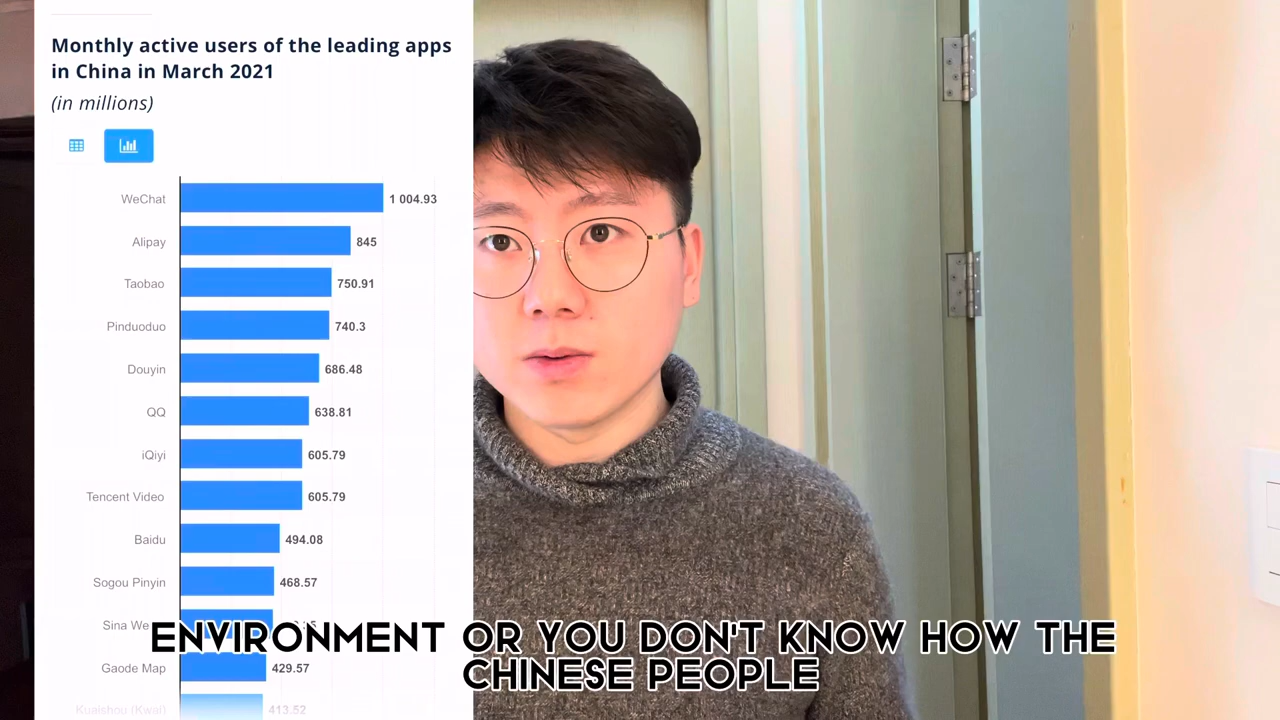 Monthly active users of the leading apps
in China in March 2021
(in millions)
WeChat 1 004.93
Alipay 845
Taobao 750.91
Pinduoduo 740.3
Douyin 686.48
QQ 638.81
iQiyi 605.79
Tencent Video 605.79
Baidu 494.08
Sogou Pinyin 468.57
Sina
ENVIRONMENT OR YOU DON'T KNOW HOW THE
Gaode Map 429.57
CHINESE PEOPLE
Kuaishou (Kwai) 413.52